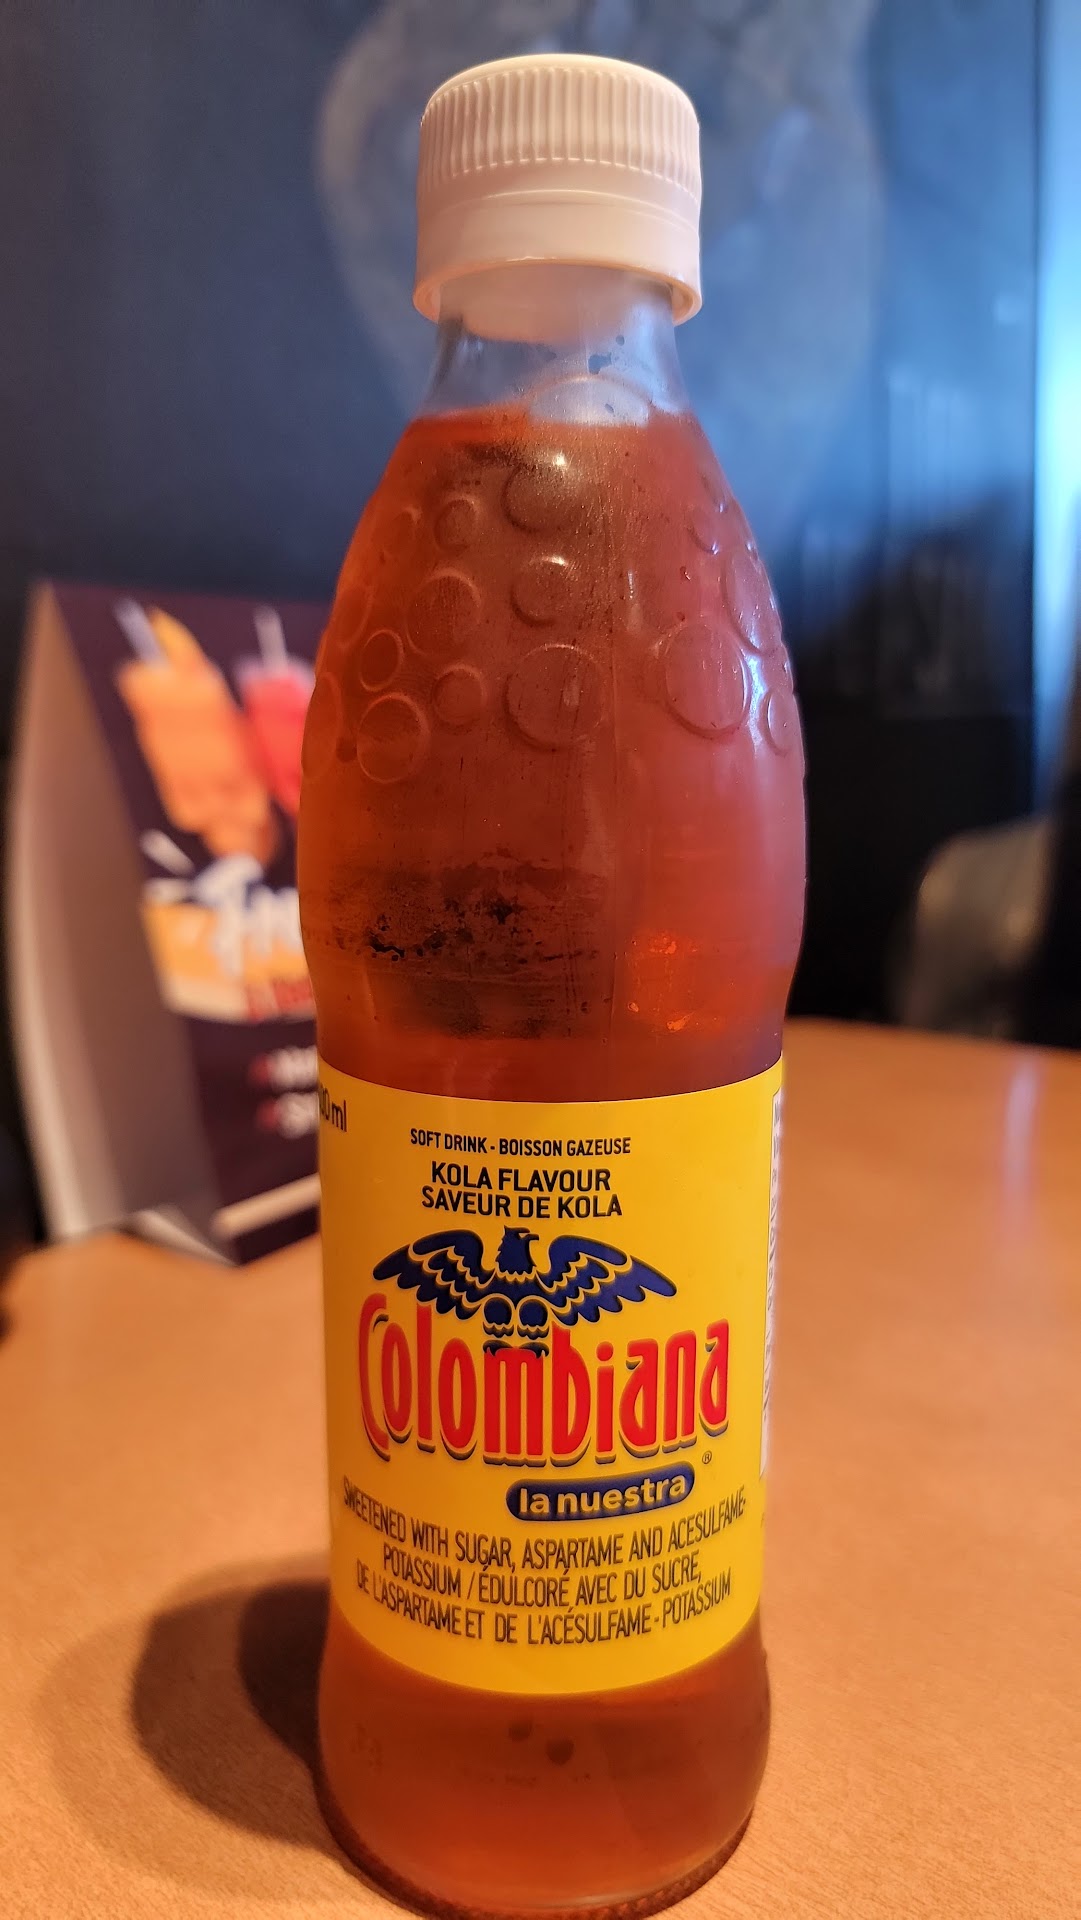 SOFT DRINK - BOISSON GAZEUSE
KOLA FLAVOUR
SAVEUR DE KOLA
Colombiana
®
la nuestra
SWEETENED WITH SUGAR, ASPARTAME AND ACESULFAME-
POTASSIUM / ÉDULCORÉ AVEC DU SUCRE,
DE L'ASPARTAME ET DE L'ACÉSULFAME-POTASSIUM